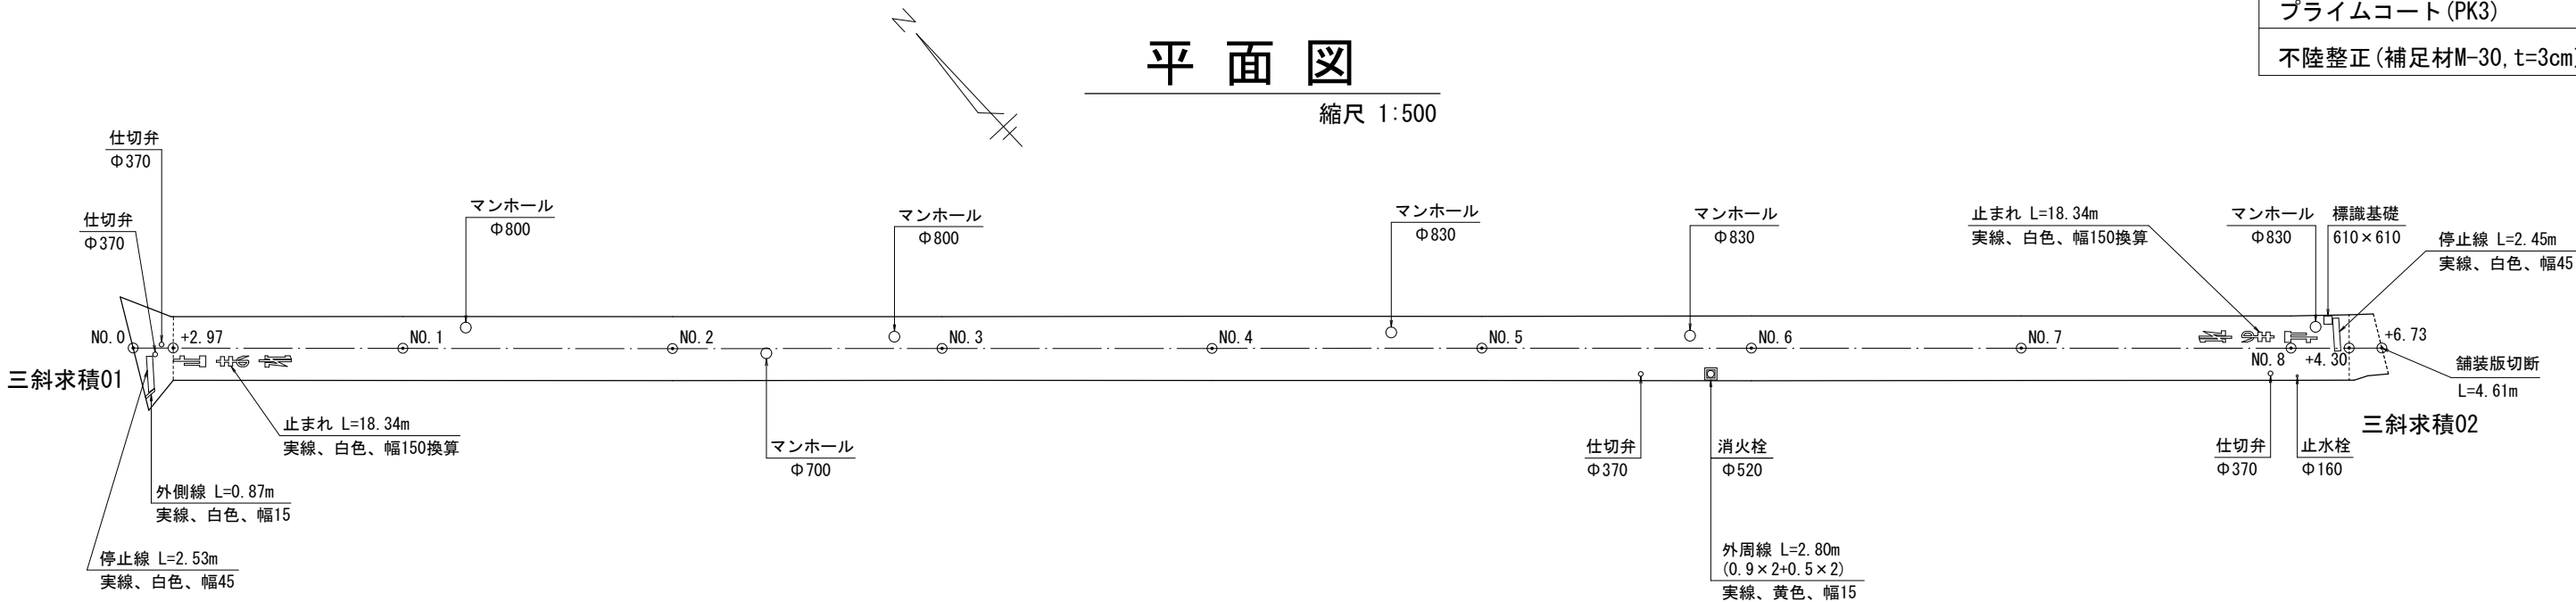 プライムコート(PK3)
不陸整正(補足材M-30, t=3cm)
平面図
縮尺 1:500
N
仕切弁
Φ370
仕切弁
Φ370
マンホール
Φ800
マンホール
Φ800
マンホール
Φ830
マンホール
Φ830
止まれ L=18.34m
実線、白色、幅150換算
マンホール
Φ830
標識基礎
610×610
停止線 L=2.45m
実線、白色、幅45
NO.0
+2.97
NO.1
NO.2
NO.3
NO.4
NO.5
NO.6
NO.7
NO.8
+4.30
+6.73
止まれ
止まれ
舗装版切断
L=4.61m
三斜求積01
三斜求積02
止まれ L=18.34m
実線、白色、幅150換算
マンホール
Φ700
仕切弁
Φ370
消火栓
Φ520
仕切弁
Φ370
止水栓
Φ160
外側線 L=0.87m
実線、白色、幅15
停止線 L=2.53m
実線、白色、幅45
外周線 L=2.80m
(0.9×2+0.5×2)
実線、黄色、幅15